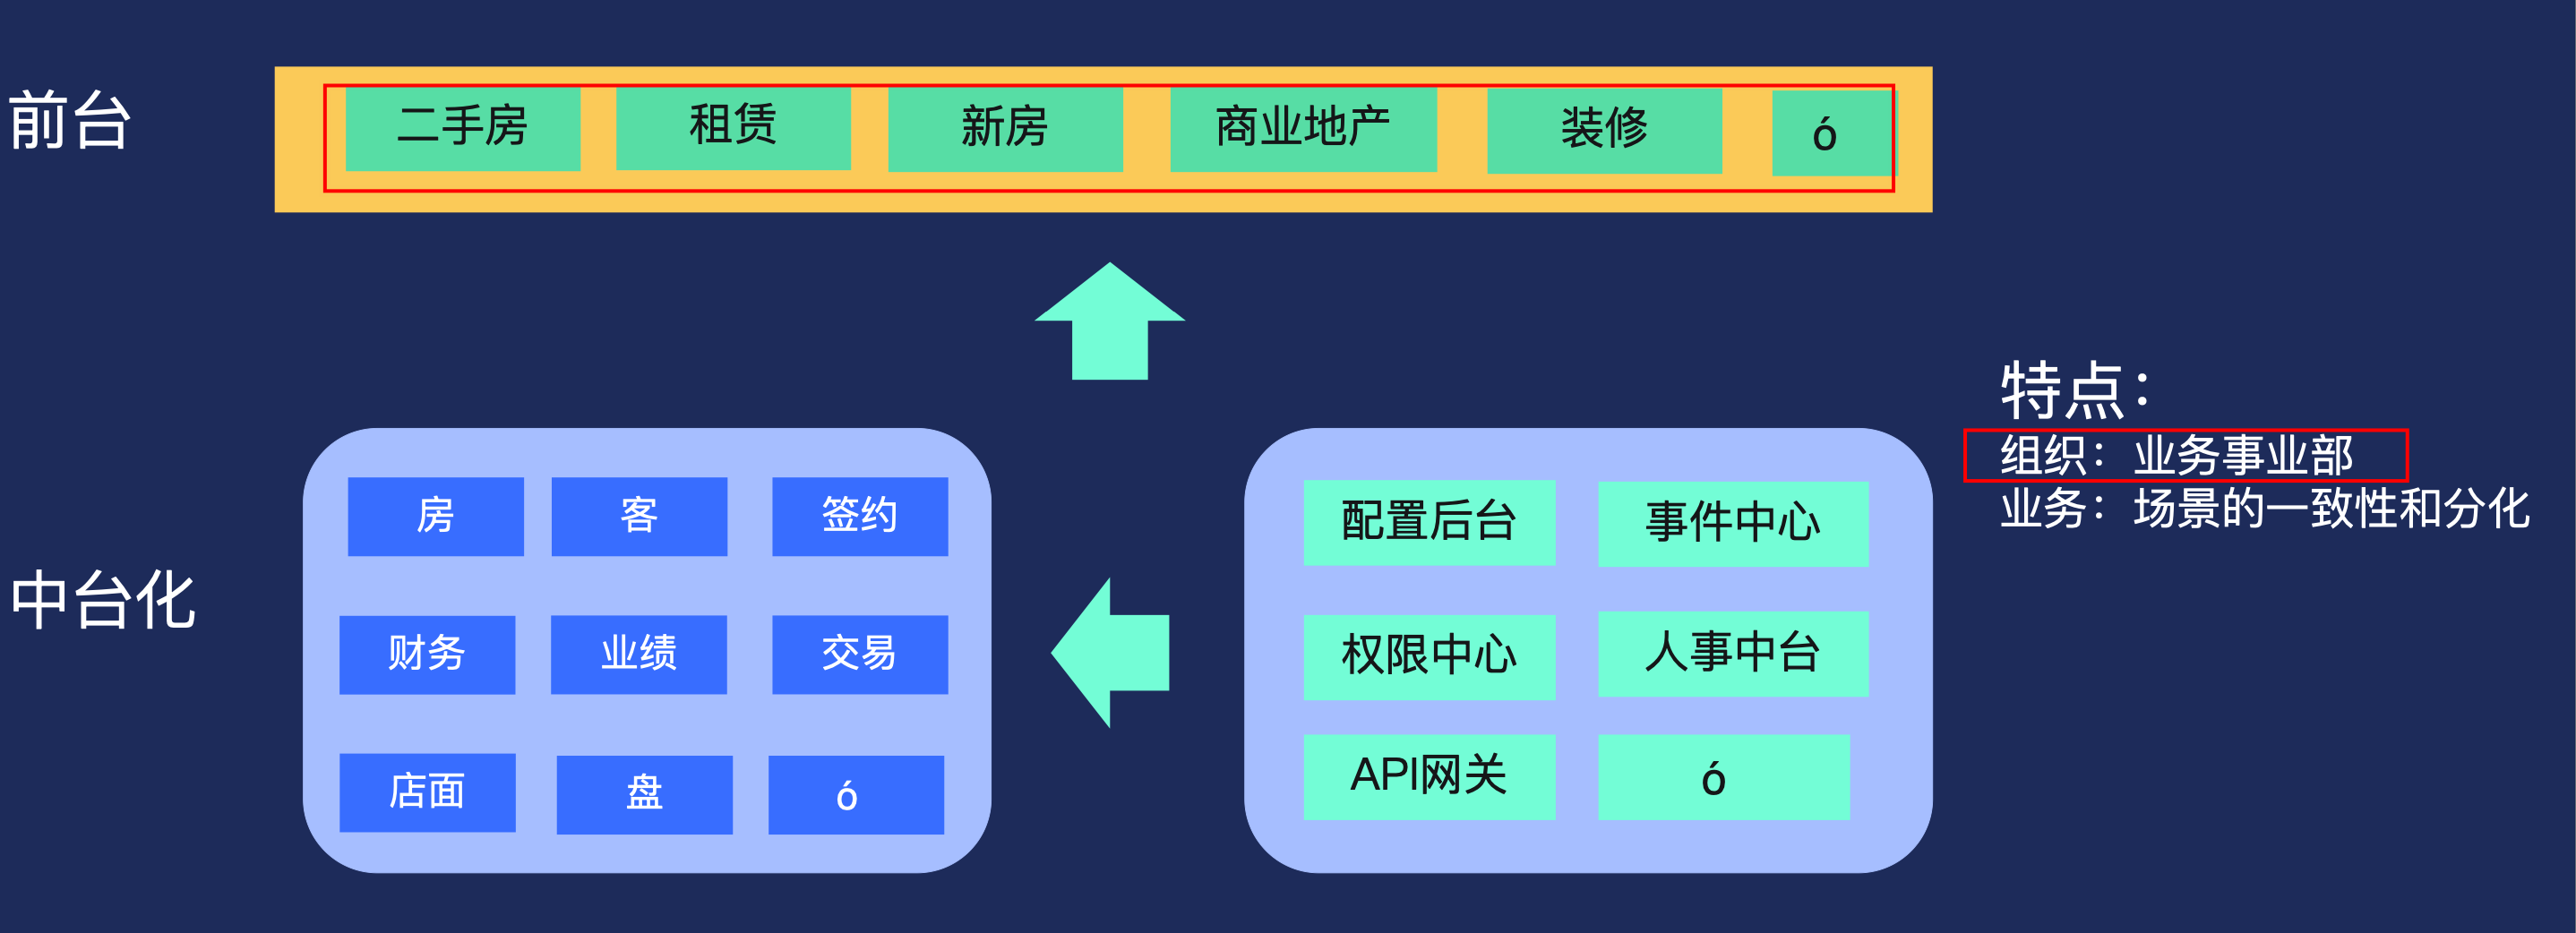 前台
二手房 租赁 新房 商业地产 装修 ó
特点：
组织：业务事业部
业务：场景的一致性和分化
中台化
房 客 签约
财务 业绩 交易
店面 盘 ó
配置后台 事件中心
权限中心 人事中台
API网关 ó